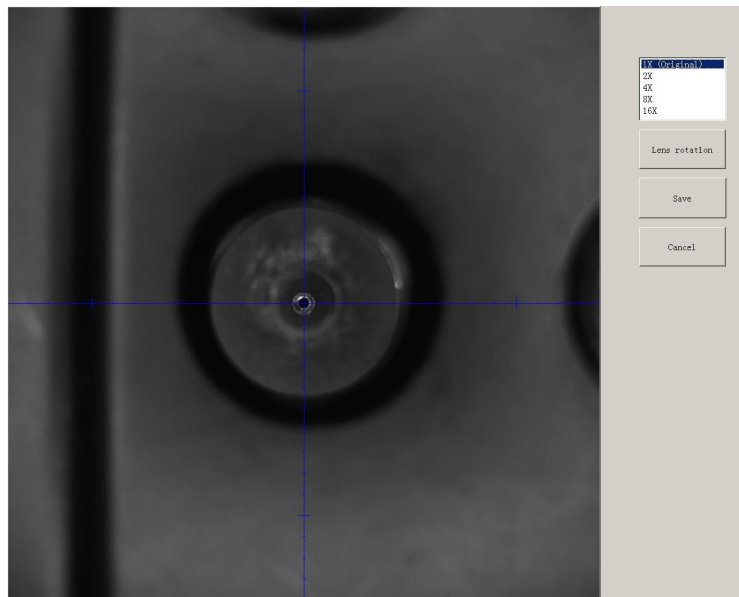 1X (Original)
2X
4X
8X
16X
Lens rotation
Save
Cancel